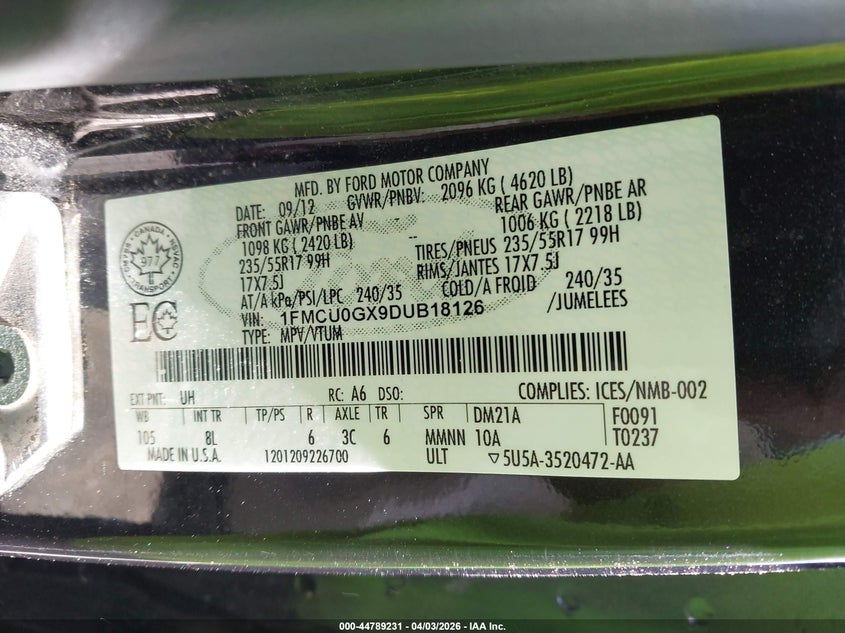 MFD. BY FORD MOTOR COMPANY
DATE: 09/12 GVWR/PNBV: 2096 KG ( 4620 LB)
FRONT GAWR/PNBE AV - REAR GAWR/PNBE AR
1098 KG ( 2420 LB) -- 1006 KG ( 2218 LB)
235/55R17 99H TIRES/PNEUS 235/55R17 99H
17X7.5J RIMS/JANTES 17X7.5J
AT/A kPa/PSI/LPC 240/35 COLD/A FROID 240/35
VIN: 1FMCU0GX9DUB18126 /JUMELEES
TYPE: MPV/VTUM
CANADA
977
TRANSPORT
EC
EXT PNT: UH RC: A6 DSO: COMPLIES: ICES/NMB-002
WB INT TR TP/PS R AXLE TR SPR DM21A F0091
105 8L 6 3C 6 MMNN 10A T0237
MADE IN U.S.A. 1201209226700 ULT ▽5U5A-3520472-AA
000-44789231 - 04/03/2026 - IAA Inc.